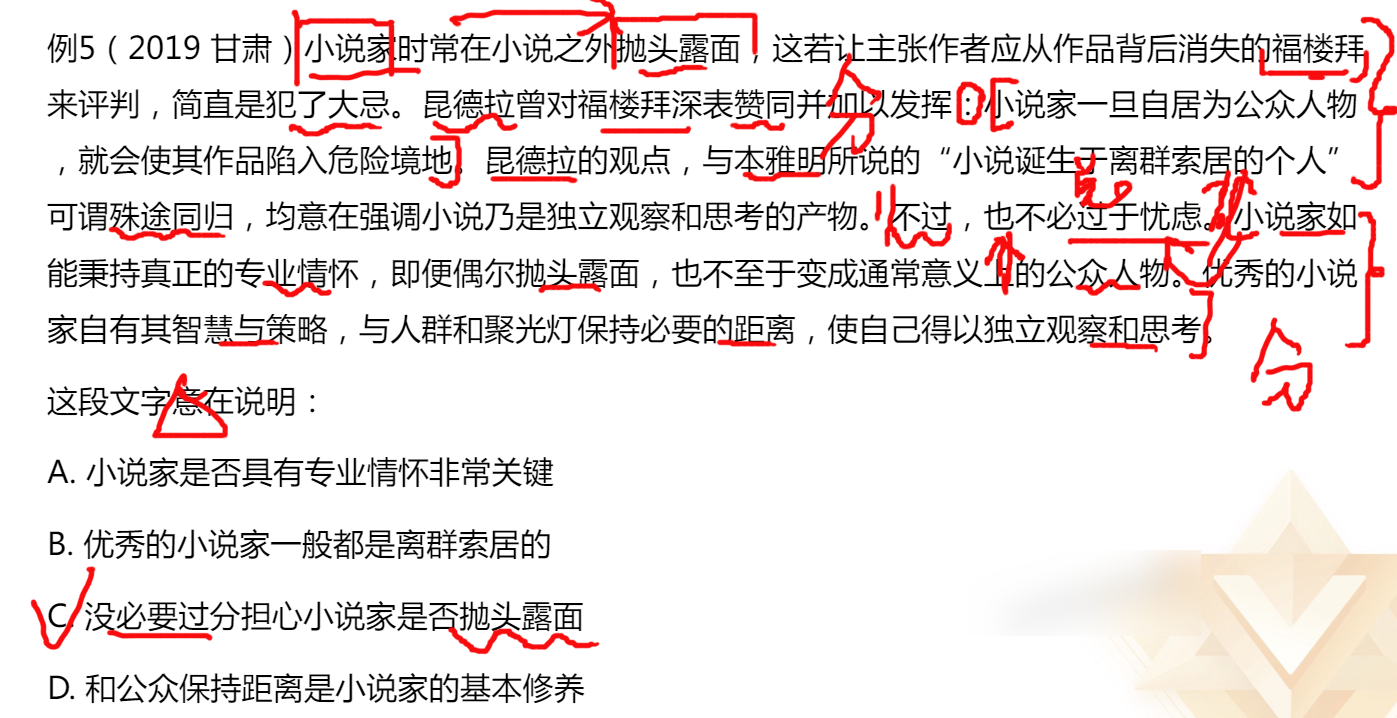 例5（2019 甘肃）小说家时常在小说之外抛头露面，这若让主张作者应从作品背后消失的福楼拜
来评判，简直是犯了大忌。昆德拉曾对福楼拜深表赞同并加以发挥：小说家一旦自居为公众人物
，就会使其作品陷入危险境地。昆德拉的观点，与本雅明所说的“小说诞生于离群索居的个人”
可谓殊途同归，均意在强调小说乃是独立观察和思考的产物。不过，也不必过于忧虑。小说家如
能秉持真正的专业情怀，即便偶尔抛头露面，也不至于变成通常意义上的公众人物。优秀的小说
家自有其智慧与策略，与人群和聚光灯保持必要的距离，使自己得以独立观察和思考。
分
总
分
这段文字意在说明：
A. 小说家是否具有专业情怀非常关键
B. 优秀的小说家一般都是离群索居的
C. 没必要过分担心小说家是否抛头露面
D. 和公众保持距离是小说家的基本修养